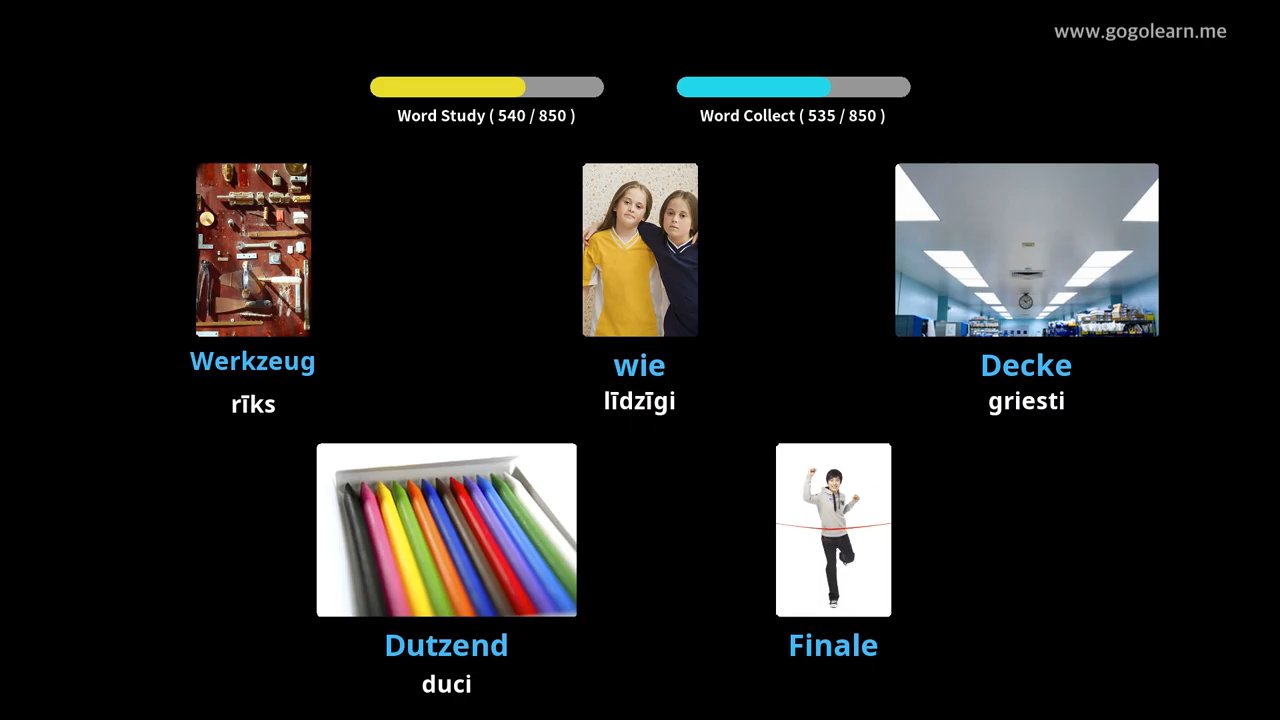 www.gogolearn.me
Word Study ( 540 / 850 )
Word Collect ( 535 / 850 )
Werkzeug
rīks
wie
līdzīgi
Decke
griesti
Dutzend
duci
Finale